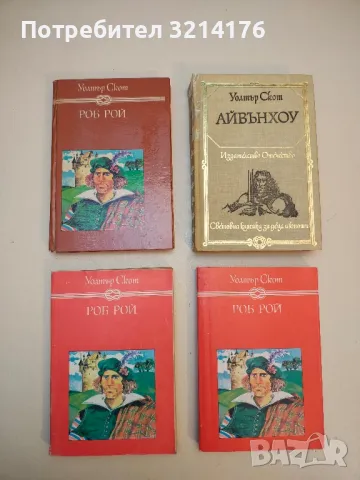 Потребител 3214176
Уолтър Скот
РОБ РОЙ
Уолтър Скот
АЙВЪНХОУ
Издателство Отечество
Световна класика за деца и юноши
Уолтър Скот
РОБ РОЙ
Уолтър Скот
РОБ РОЙ
BAZAR